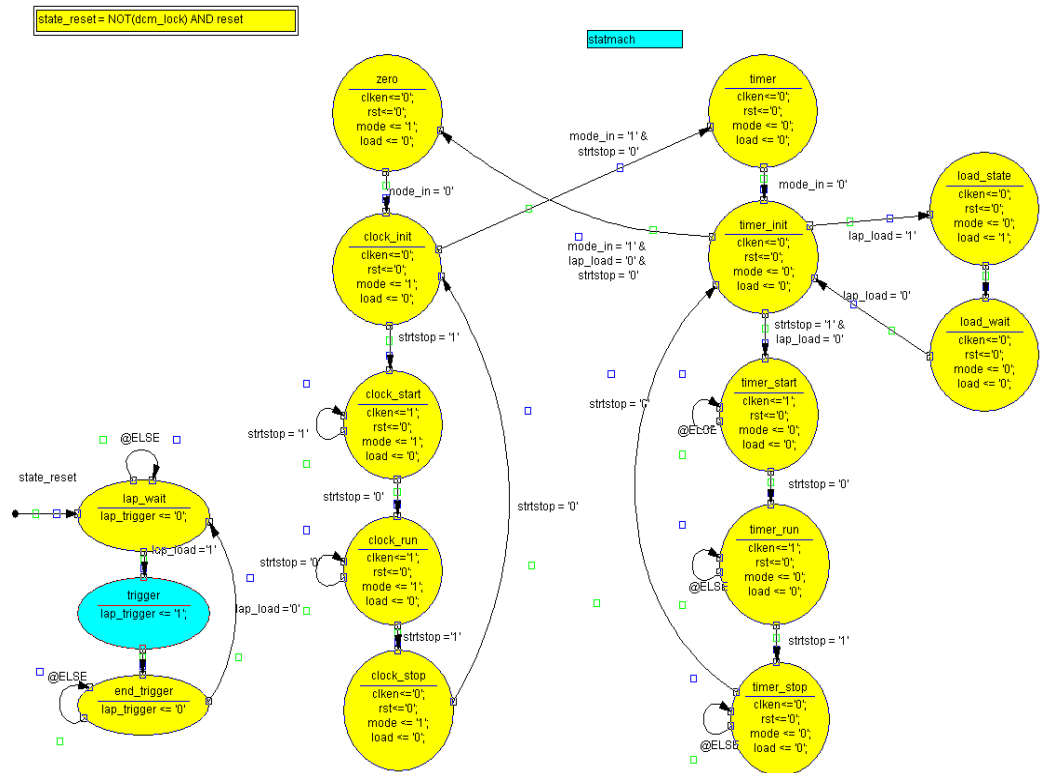 state_reset = NOT(dcm_lock) AND reset
statmach
zero
clken<='0';
rst<='0';
mode <= '1';
load <= '0';
timer
clken<='0';
rst<='0';
mode <= '0';
load <= '0';
mode_in = '1' &
strtstop = '0'
mode_in = '0'
mode_in = '0'
load_state
clken<='0';
rst<='0';
mode <= '0';
load <= '1';
clock_init
clken<='0';
rst<='0';
mode <= '1';
load <= '0';
mode_in = '1' &
lap_load = '0' &
strtstop = '0'
timer_init
clken<='0';
rst<='0';
mode <= '0';
load <= '0';
lap_load = '1'
lap_load = '0'
load_wait
clken<='0';
rst<='0';
mode <= '0';
load <= '0';
strtstop = '1'
strtstop = '1' &
lap_load = '0'
clock_start
clken<='1';
rst<='0';
mode <= '1';
load <= '0';
strtstop = '1'
strtstop = '0'
timer_start
clken<='1';
rst<='0';
mode <= '0';
load <= '0';
@ELSE
strtstop = '0'
strtstop = '0'
strtstop = '0'
clock_run
clken<='1';
rst<='0';
mode <= '1';
load <= '0';
strtstop = '0'
strtstop = '1'
timer_run
clken<='1';
rst<='0';
mode <= '0';
load <= '0';
@ELSE
strtstop = '1'
clock_stop
clken<='0';
rst<='0';
mode <= '1';
load <= '0';
timer_stop
clken<='0';
rst<='0';
mode <= '0';
load <= '0';
@ELSE
@ELSE
state_reset
lap_wait
lap_trigger <= '0';
lap_load ='1'
trigger
lap_trigger <= '1';
lap_load ='0'
@ELSE
end_trigger
lap_trigger <= '0'